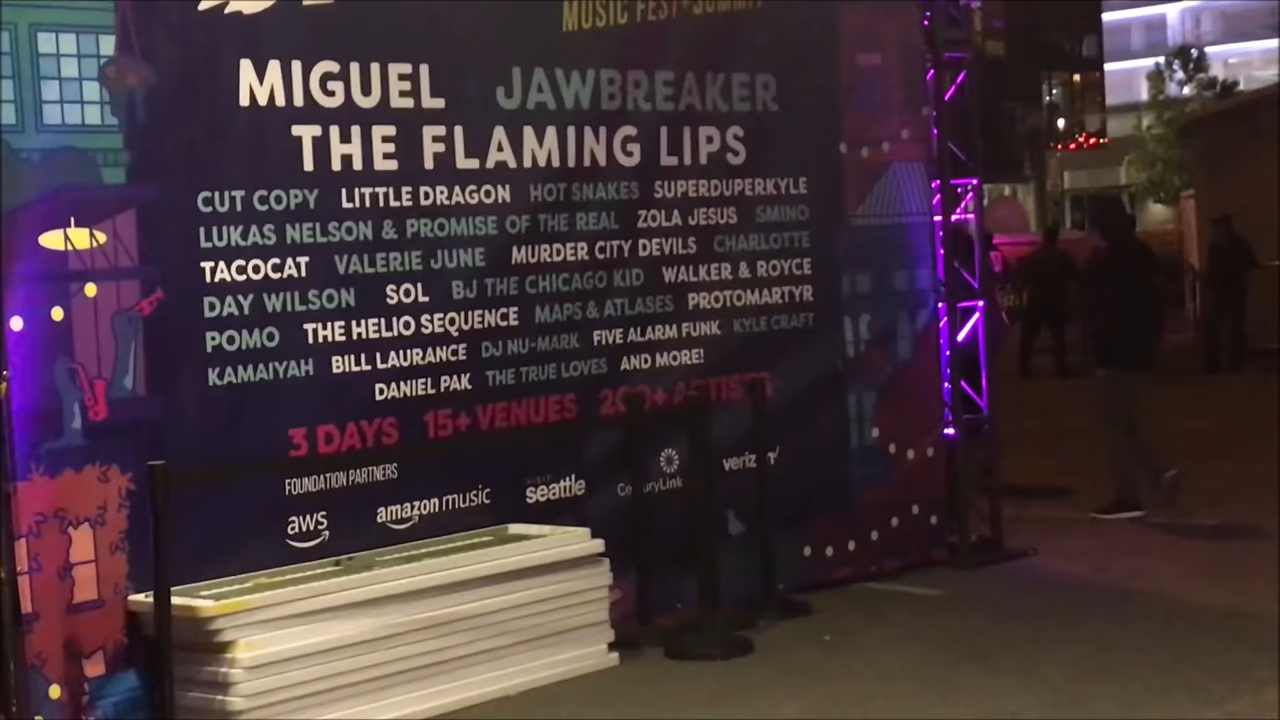 MUSIC FEST+SUMMIT
MIGUEL JAWBREAKER
THE FLAMING LIPS
CUT COPY LITTLE DRAGON HOT SNAKES SUPERDUPERKYLE
LUKAS NELSON & PROMISE OF THE REAL ZOLA JESUS SMINO
TACOCAT VALERIE JUNE MURDER CITY DEVILS CHARLOTTE
DAY WILSON SOL BJ THE CHICAGO KID WALKER & ROYCE
POMO THE HELIO SEQUENCE MAPS & ATLASES PROTOMARTYR
KAMAIYAH BILL LAURANCE DJ NU-MARK FIVE ALARM FUNK KYLE CRAFT
DANIEL PAK THE TRUE LOVES AND MORE!
3 DAYS 15+ VENUES 200+ ARTISTS
FOUNDATION PARTNERS
aws amazon music VISIT seattle CenturyLink verizon